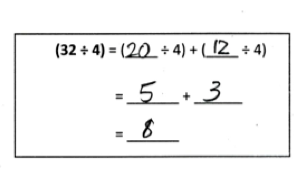 (32 ÷ 4) = (20 ÷ 4) + (12 ÷ 4)
= 5 + 3
= 8